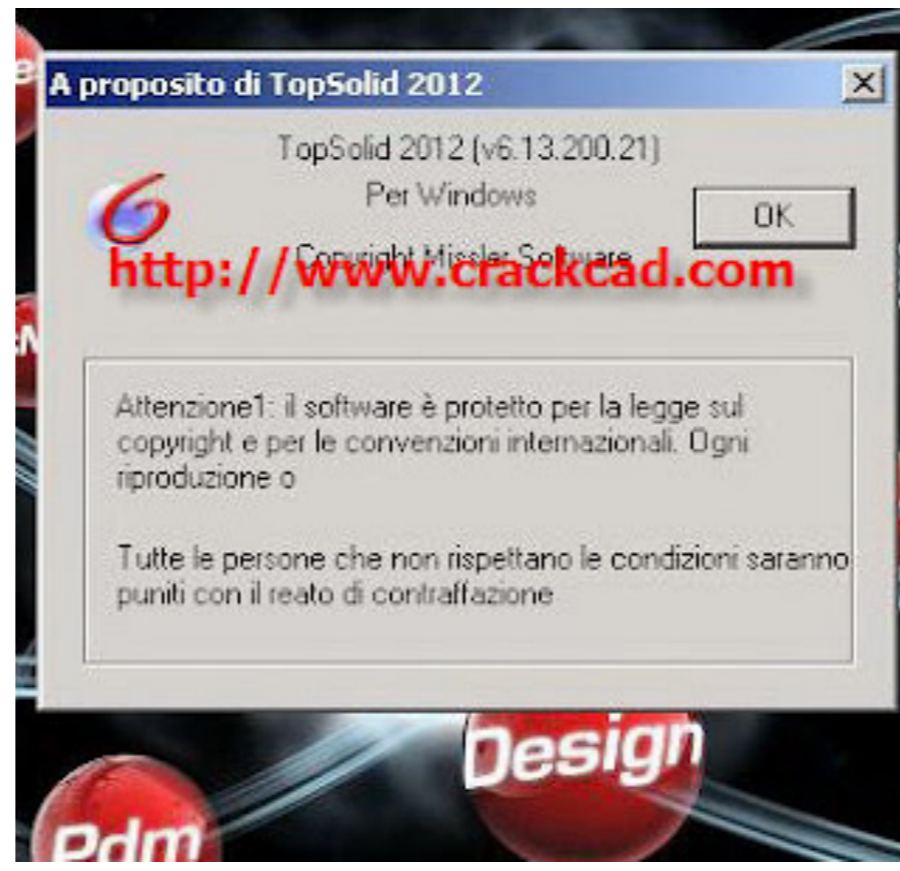 A proposito di TopSolid 2012
TopSolid 2012 (v6.13.200.21)
Per Windows
OK
Copyright Missler Software
http://www.crackcad.com
Attenzione1: il software è protetto per la legge sul
copyright e per le convenzioni internazionali. Ogni
riproduzione o
Tutte le persone che non rispettano le condizioni saranno
puniti con il reato di contraffazione
Design
Pdm